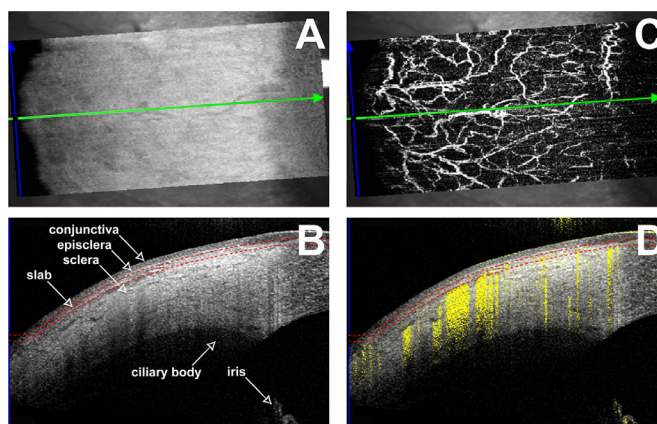 A
C
B
conjunctiva
episclera
sclera
slab
ciliary body
iris
D